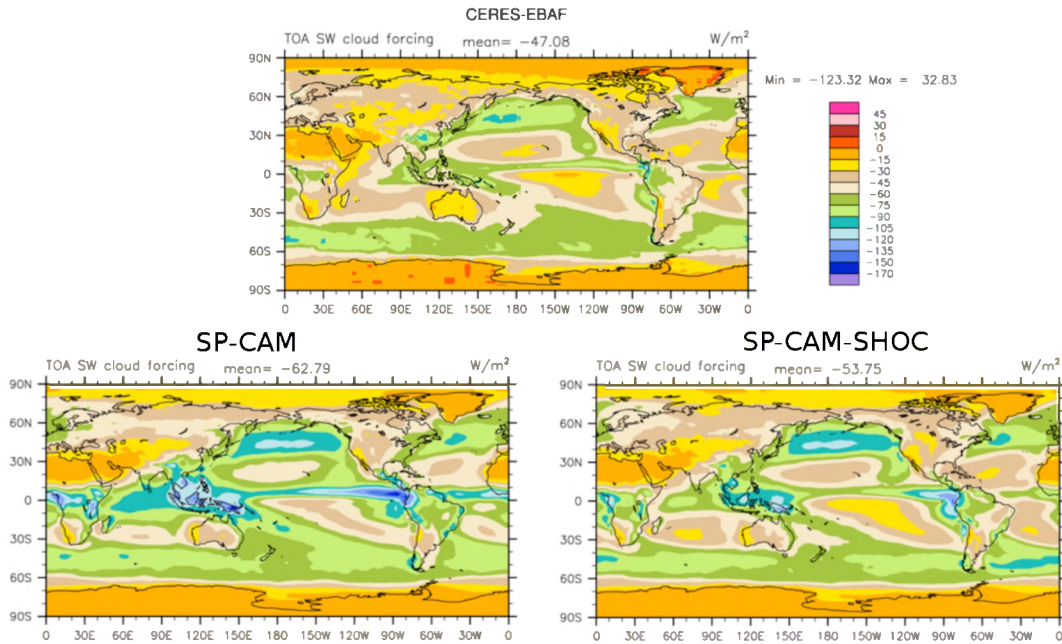 CERES-EBAF
TOA SW cloud forcing mean= −47.08 W/m²
Min = −123.32 Max = 32.83
90N
60N
30N
0
30S
60S
90S
0 30E 60E 90E 120E 150E 180 150W 120W 90W 60W 30W 0
45
30
15
0
−15
−30
−45
−60
−75
−90
−105
−120
−135
−150
−170
SP-CAM
TOA SW cloud forcing mean= −62.79 W/m²
90N
60N
30N
0
30S
60S
90S
0 30E 60E 90E 120E 150E 180 150W 120W 90W 60W 30W 0
SP-CAM-SHOC
TOA SW cloud forcing mean= −53.75 W/m²
90N
60N
30N
0
30S
60S
90S
0 30E 60E 90E 120E 150E 180 150W 120W 90W 60W 30W 0